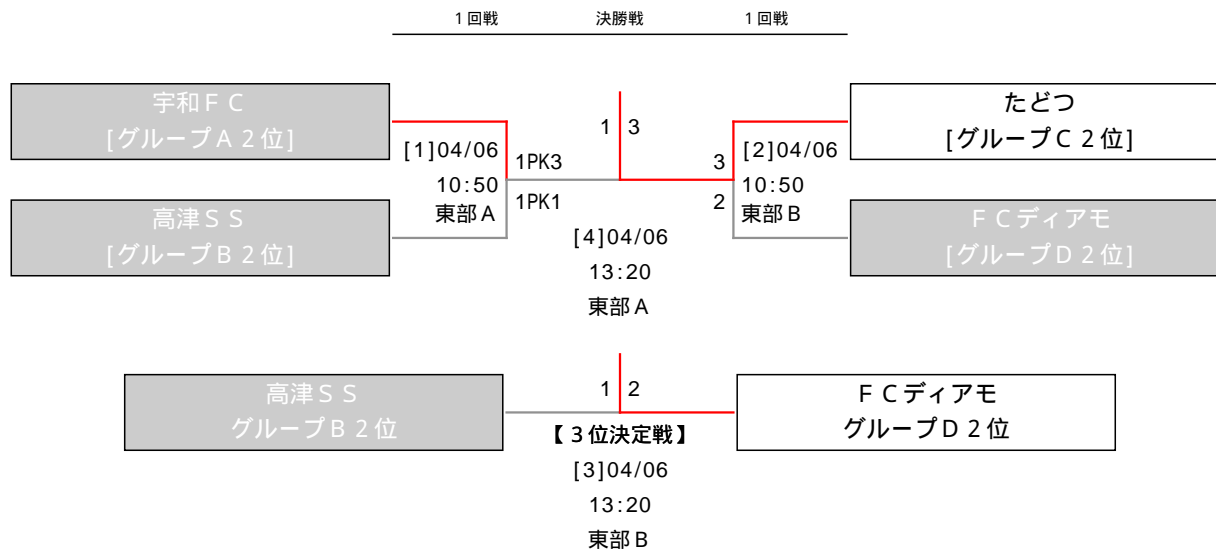 1回戦
決勝戦
1回戦
宇和ＦＣ
[グループＡ２位]
たどつ
[グループＣ２位]
1 3
[1]04/06
10:50
東部Ａ
1PK3
1PK1
3
2
[2]04/06
10:50
東部Ｂ
高津ＳＳ
[グループＢ２位]
ＦＣディアモ
[グループＤ２位]
[4]04/06
13:20
東部Ａ
高津ＳＳ
グループＢ２位
1 2
ＦＣディアモ
グループＤ２位
【３位決定戦】
[3]04/06
13:20
東部Ｂ